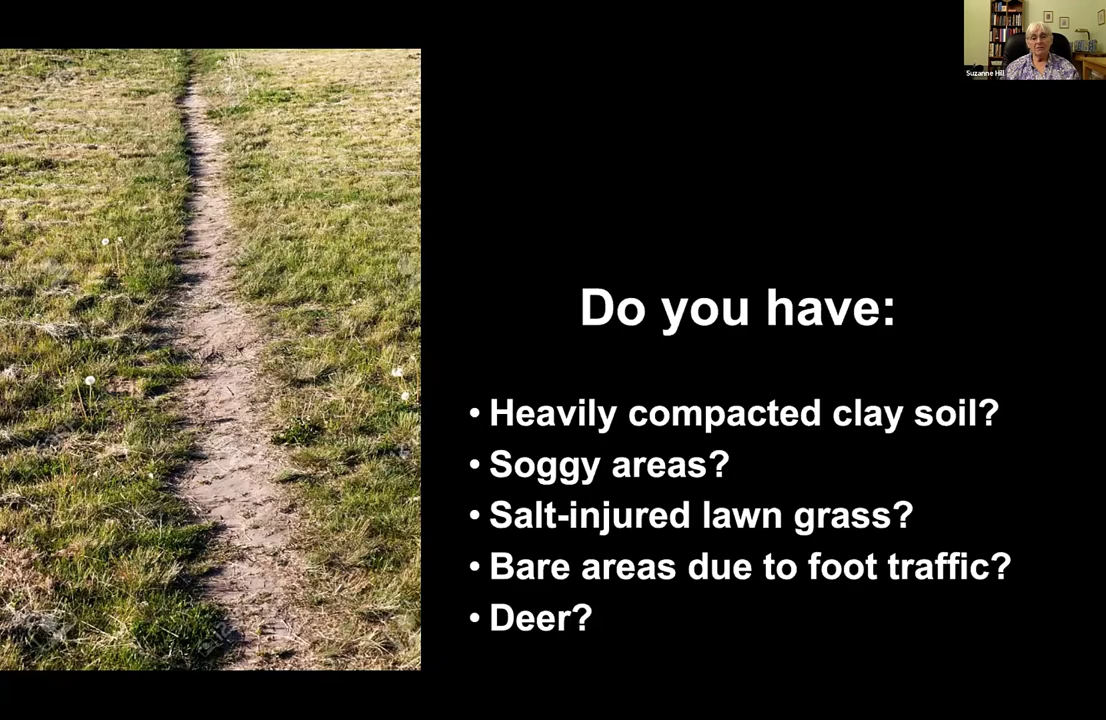 Suzanne Hill
Do you have:
• Heavily compacted clay soil?
• Soggy areas?
• Salt-injured lawn grass?
• Bare areas due to foot traffic?
• Deer?